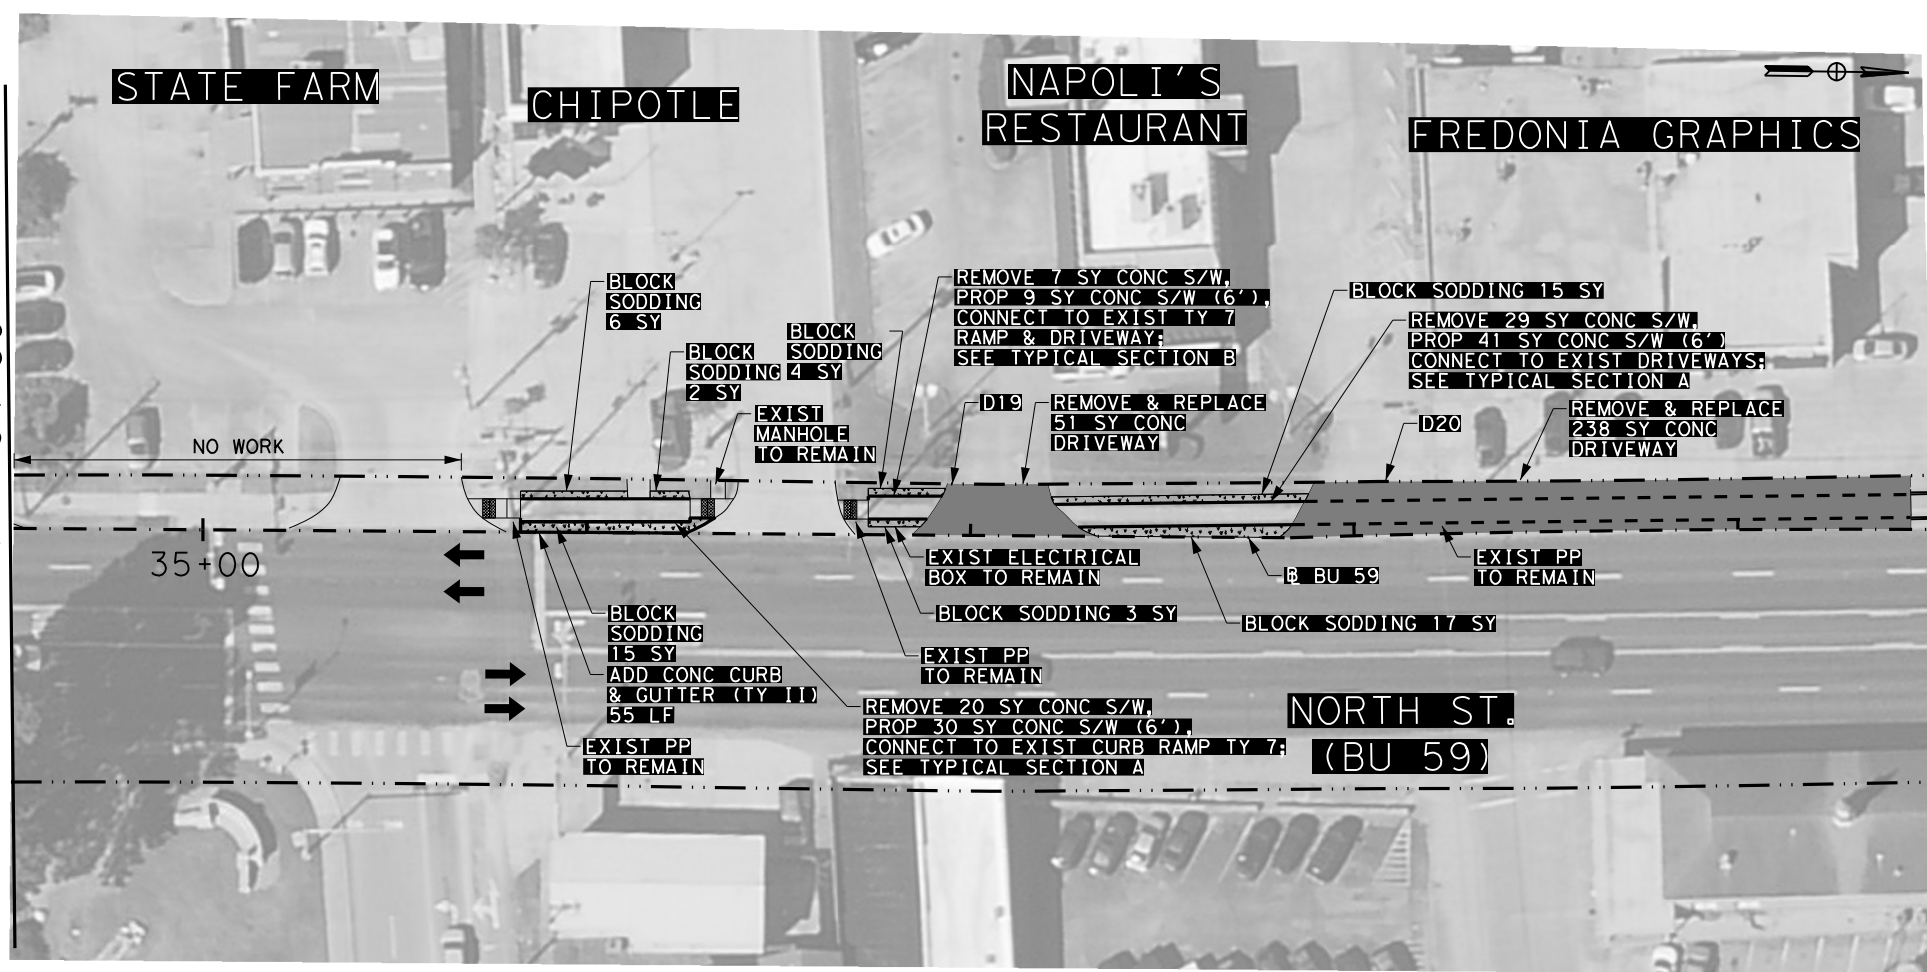 STATE FARM
CHIPOTLE
NAPOLI'S
RESTAURANT
FREDONIA GRAPHICS
BLOCK
SODDING
6 SY
BLOCK
SODDING
2 SY
BLOCK
SODDING
4 SY
EXIST
MANHOLE
TO REMAIN
REMOVE 7 SY CONC S/W,
PROP 9 SY CONC S/W (6'),
CONNECT TO EXIST TY 7
RAMP & DRIVEWAY;
SEE TYPICAL SECTION B
D19
REMOVE & REPLACE
51 SY CONC
DRIVEWAY
BLOCK SODDING 15 SY
REMOVE 29 SY CONC S/W,
PROP 41 SY CONC S/W (6')
CONNECT TO EXIST DRIVEWAYS;
SEE TYPICAL SECTION A
D20
REMOVE & REPLACE
238 SY CONC
DRIVEWAY
NO WORK
35+00
EXIST ELECTRICAL
BOX TO REMAIN
BLOCK SODDING 3 SY
EXIST PP
TO REMAIN
BU 59
BLOCK SODDING 17 SY
EXIST PP
TO REMAIN
BLOCK
SODDING
15 SY
ADD CONC CURB
& GUTTER (TY II)
55 LF
EXIST PP
TO REMAIN
REMOVE 20 SY CONC S/W,
PROP 30 SY CONC S/W (6'),
CONNECT TO EXIST CURB RAMP TY 7;
SEE TYPICAL SECTION A
NORTH ST.
(BU 59)